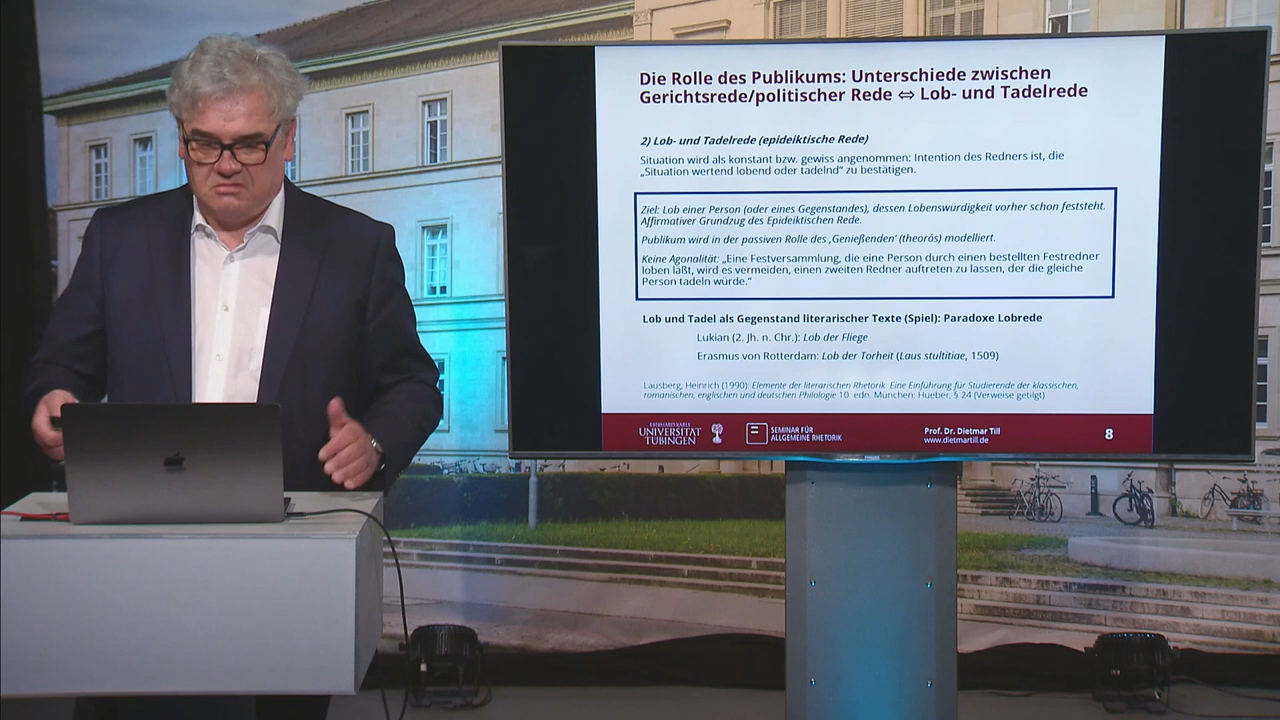 Die Rolle des Publikums: Unterschiede zwischen
Gerichtsrede/politischer Rede ⇔ Lob- und Tadelrede
2) Lob- und Tadelrede (epideiktische Rede)
Situation wird als konstant bzw. gewiss angenommen: Intention des Redners ist, die
„Situation wertend lobend oder tadelnd“ zu bestätigen.
Ziel: Lob einer Person (oder eines Gegenstandes), dessen Lobenswürdigkeit vorher schon feststeht.
Affirmativer Grundzug des Epideiktischen Rede.
Publikum wird in der passiven Rolle des ‚Genießenden‘ (theorós) modelliert.
Keine Agonalität: „Eine Festversammlung, die eine Person durch einen bestellten Festredner
loben läßt, wird es vermeiden, einen zweiten Redner auftreten zu lassen, der die gleiche
Person tadeln würde.“
Lob und Tadel als Gegenstand literarischer Texte (Spiel): Paradoxe Lobrede
Lukian (2. Jh. n. Chr.): Lob der Fliege
Erasmus von Rotterdam: Lob der Torheit (Laus stultitiae, 1509)
Lausberg, Heinrich (1990): Elemente der literarischen Rhetorik. Eine Einführung für Studierende der klassischen,
romanischen, englischen und deutschen Philologie 10. edn. München: Hueber, § 24 (Verweise getilgt).
EBERHARD KARLS
UNIVERSITÄT
TÜBINGEN
SEMINAR FÜR
ALLGEMEINE RHETORIK
Prof. Dr. Dietmar Till
www.dietmartill.de
8